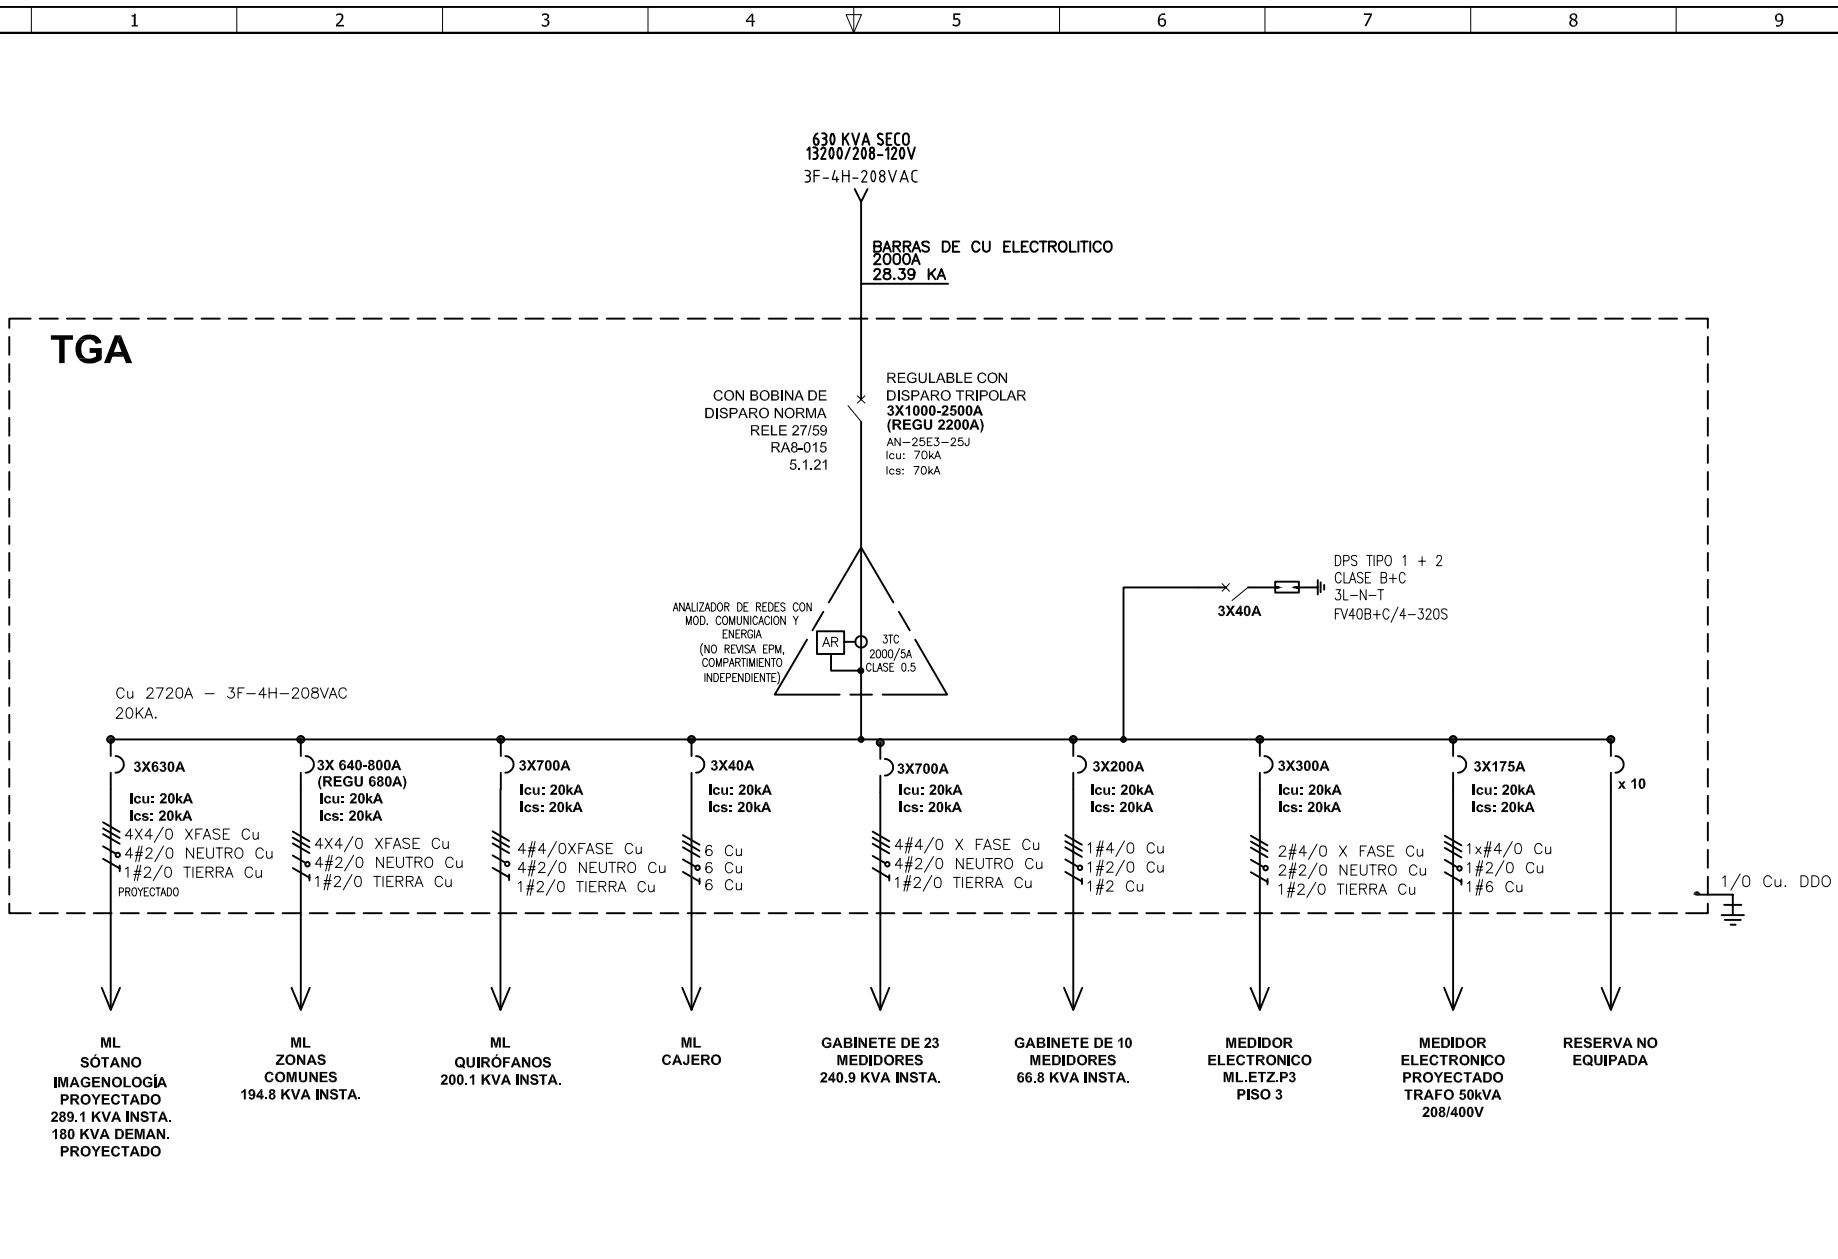 1
2
3
4
5
6
7
8
9
630 KVA SECO
13200/208-120V
3F-4H-208VAC
BARRAS DE CU ELECTROLITICO
2000A
28.39 KA
TGA
CON BOBINA DE
DISPARO NORMA
RELE 27/59
RA8-015
5.1.21
REGULABLE CON
DISPARO TRIPOLAR
3X1000-2500A
(REGU 2200A)
AN-25E3-25J
Icu: 70kA
Ics: 70kA
ANALIZADOR DE REDES CON
MOD. COMUNICACION Y
ENERGIA
(NO REVISA EPM,
COMPARTIMIENTO
INDEPENDIENTE)
AR
3TC
2000/5A
CLASE 0.5
3X40A
DPS TIPO 1 + 2
CLASE B+C
3L-N-T
FV40B+C/4-320S
Cu 2720A - 3F-4H-208VAC
20KA.
3X630A
Icu: 20kA
Ics: 20kA
4X4/0 XFASE Cu
4#2/0 NEUTRO Cu
1#2/0 TIERRA Cu
PROYECTADO
3X 640-800A
(REGU 680A)
Icu: 20kA
Ics: 20kA
4X4/0 XFASE Cu
4#2/0 NEUTRO Cu
1#2/0 TIERRA Cu
3X700A
Icu: 20kA
Ics: 20kA
4#4/0XFASE Cu
4#2/0 NEUTRO Cu
1#2/0 TIERRA Cu
3X40A
Icu: 20kA
Ics: 20kA
6 Cu
6 Cu
6 Cu
3X700A
Icu: 20kA
Ics: 20kA
4#4/0 X FASE Cu
4#2/0 NEUTRO Cu
1#2/0 TIERRA Cu
3X200A
Icu: 20kA
Ics: 20kA
1#4/0 Cu
1#2/0 Cu
1#2 Cu
3X300A
Icu: 20kA
Ics: 20kA
2#4/0 X FASE Cu
2#2/0 NEUTRO Cu
1#2/0 TIERRA Cu
3X175A
Icu: 20kA
Ics: 20kA
1x#4/0 Cu
1#2/0 Cu
1#6 Cu
x 10
1/0 Cu. DDO
ML
SÓTANO
IMAGENOLOGÍA
PROYECTADO
289.1 KVA INSTA.
180 KVA DEMAN.
PROYECTADO
ML
ZONAS
COMUNES
194.8 KVA INSTA.
ML
QUIRÓFANOS
200.1 KVA INSTA.
ML
CAJERO
GABINETE DE 23
MEDIDORES
240.9 KVA INSTA.
GABINETE DE 10
MEDIDORES
66.8 KVA INSTA.
MEDIDOR
ELECTRONICO
ML.ETZ.P3
PISO 3
MEDIDOR
ELECTRONICO
PROYECTADO
TRAFO 50kVA
208/400V
RESERVA NO
EQUIPADA